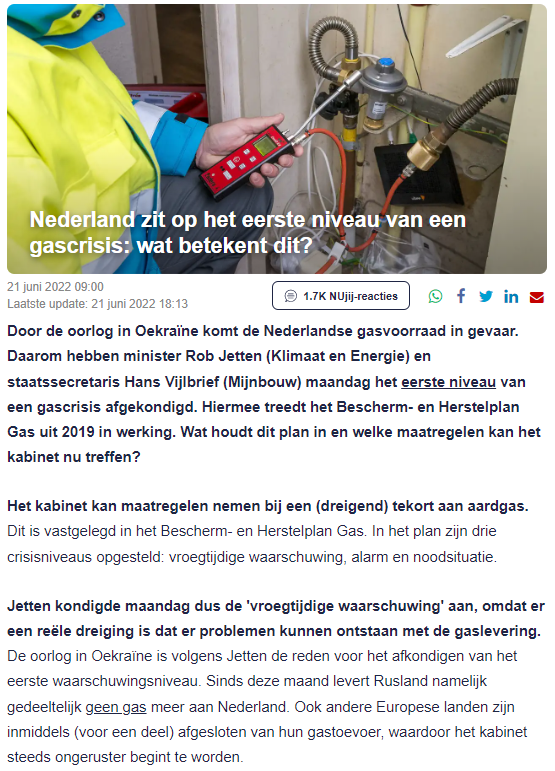 Nederland zit op het eerste niveau van een
gascrisis: wat betekent dit?
21 juni 2022 09:00
Laatste update: 21 juni 2022 18:13
1.7K NUjij-reacties
Door de oorlog in Oekraïne komt de Nederlandse gasvoorraad in gevaar.
Daarom hebben minister Rob Jetten (Klimaat en Energie) en
staatssecretaris Hans Vijlbrief (Mijnbouw) maandag het eerste niveau van
een gascrisis afgekondigd. Hiermee treedt het Bescherm- en Herstelplan
Gas uit 2019 in werking. Wat houdt dit plan in en welke maatregelen kan het
kabinet nu treffen?
Het kabinet kan maatregelen nemen bij een (dreigend) tekort aan aardgas.
Dit is vastgelegd in het Bescherm- en Herstelplan Gas. In het plan zijn drie
crisisniveaus opgesteld: vroegtijdige waarschuwing, alarm en noodsituatie.
Jetten kondigde maandag dus de 'vroegtijdige waarschuwing' aan, omdat er
een reële dreiging is dat er problemen kunnen ontstaan met de gaslevering.
De oorlog in Oekraïne is volgens Jetten de reden voor het afkondigen van het
eerste waarschuwingsniveau. Sinds deze maand levert Rusland namelijk
gedeeltelijk geen gas meer aan Nederland. Ook andere Europese landen zijn
inmiddels (voor een deel) afgesloten van hun gastoevoer, waardoor het kabinet
steeds ongeruster begint te worden.